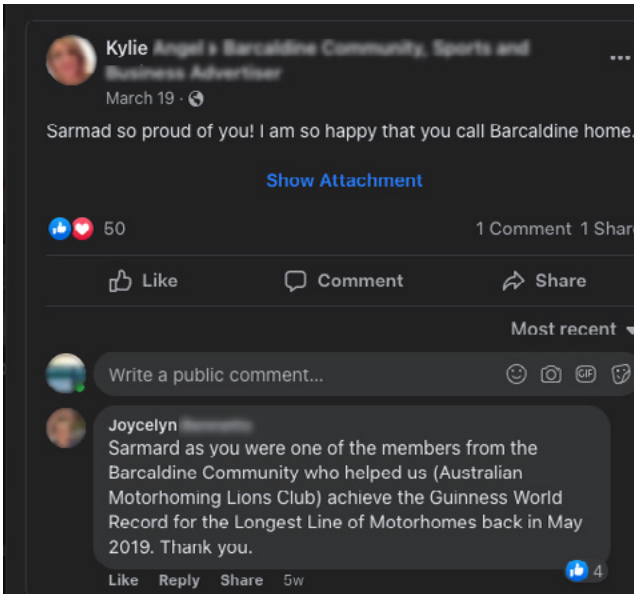 Kylie
March 19 ·
Sarmad so proud of you! I am so happy that you call Barcaldine home.
Show Attachment
50 1 Comment 1 Shar
Like Comment Share
Most recent
Write a public comment... GIF
Joycelyn
Sarmard as you were one of the members from the
Barcaldine Community who helped us (Australian
Motorhoming Lions Club) achieve the Guinness World
Record for the Longest Line of Motorhomes back in May
2019. Thank you.
4
Like Reply Share 5w